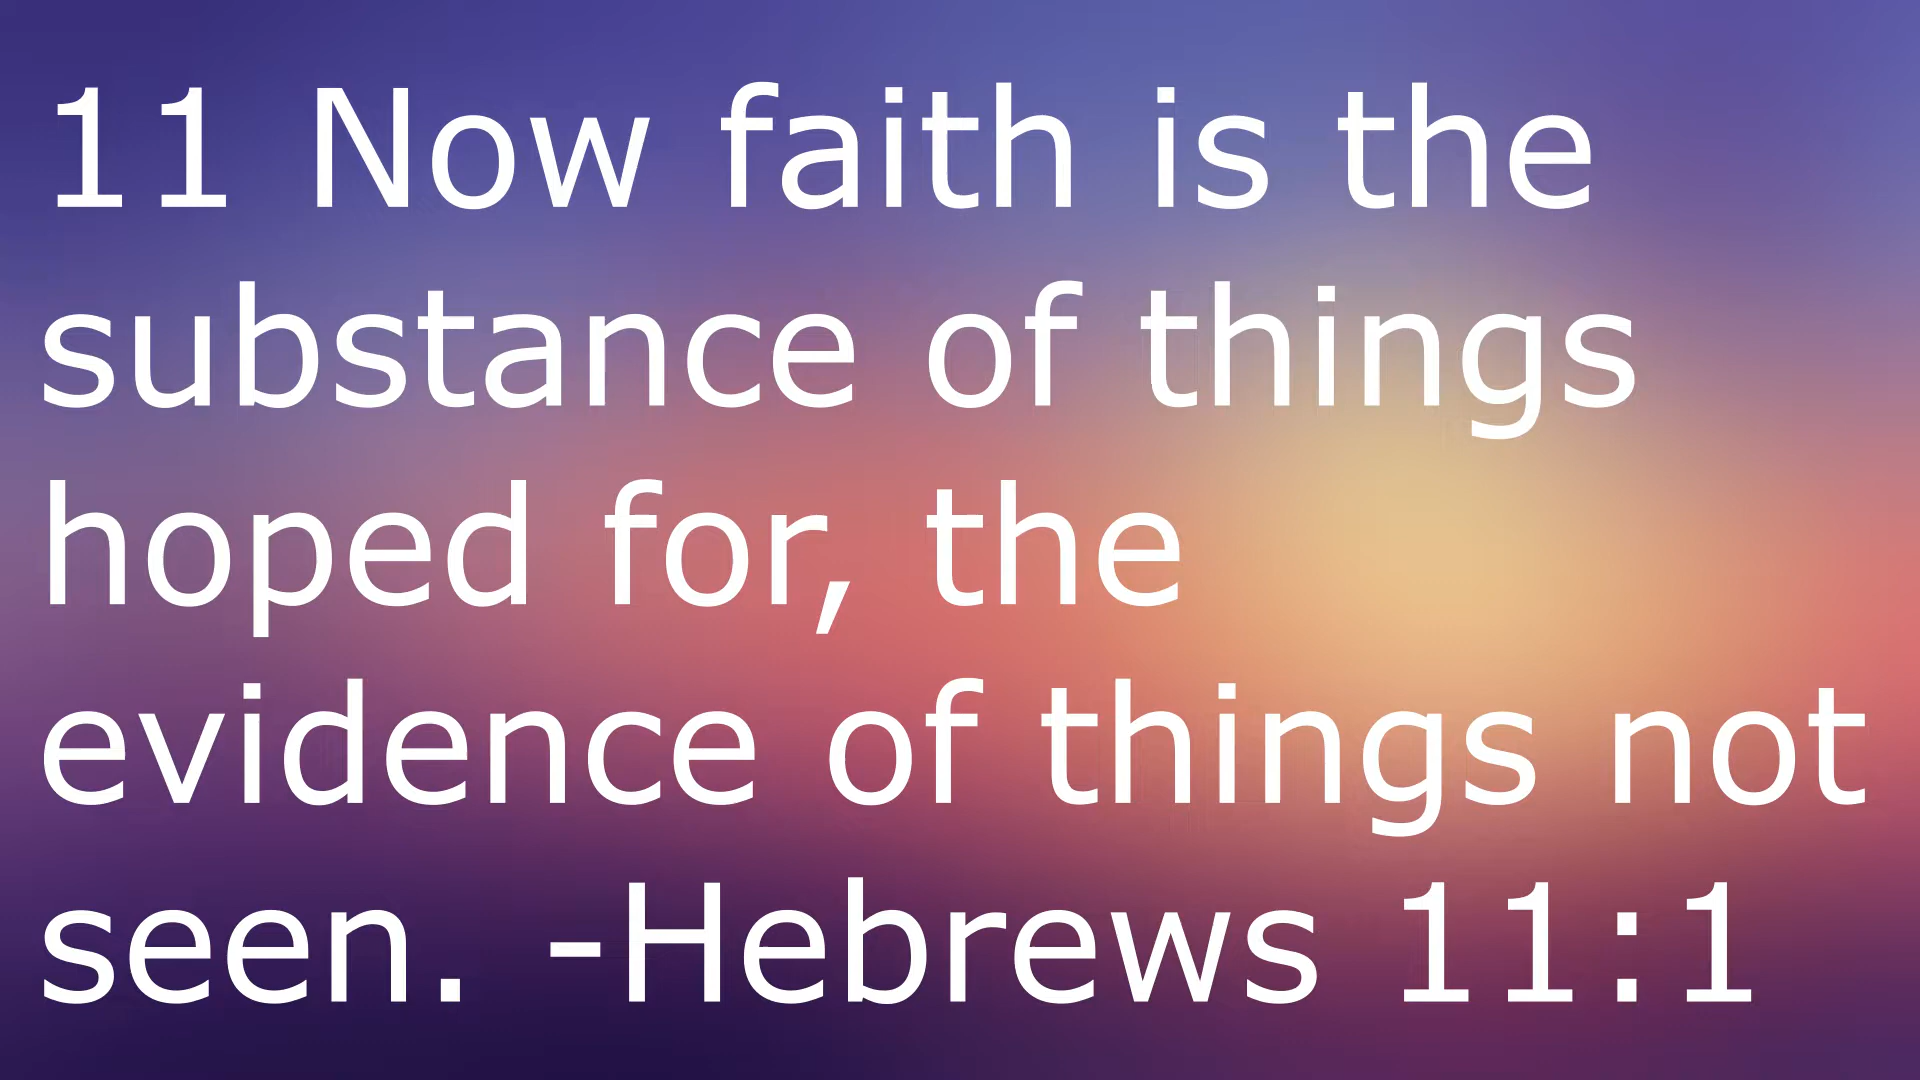 11 Now faith is the
substance of things
hoped for, the
evidence of things not
seen. -Hebrews 11:1